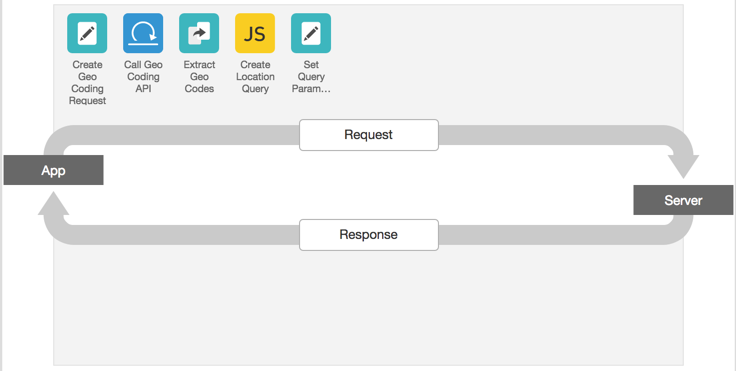 JS
Create
Geo
Coding
Request
Call Geo
Coding
API
Extract
Geo
Codes
Create
Location
Query
Set
Query
Param...
Request
App
Server
Response